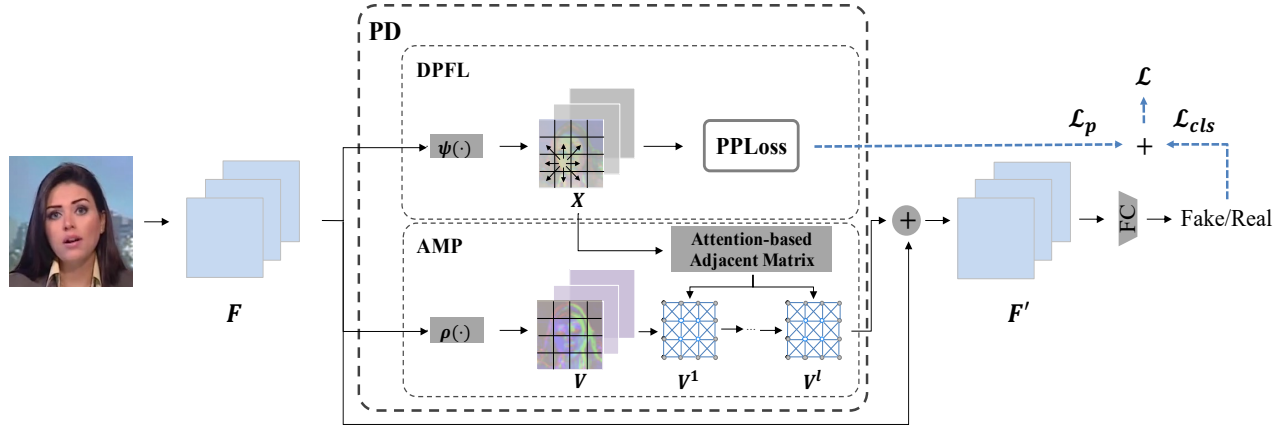 PD
DPFL
ψ(·)
X
PPLoss
ℒp
ℒ
+
ℒcls
F
AMP
Attention-based
Adjacent Matrix
ρ(·)
V
V¹
...
Vˡ
+
F′
FC
Fake/Real